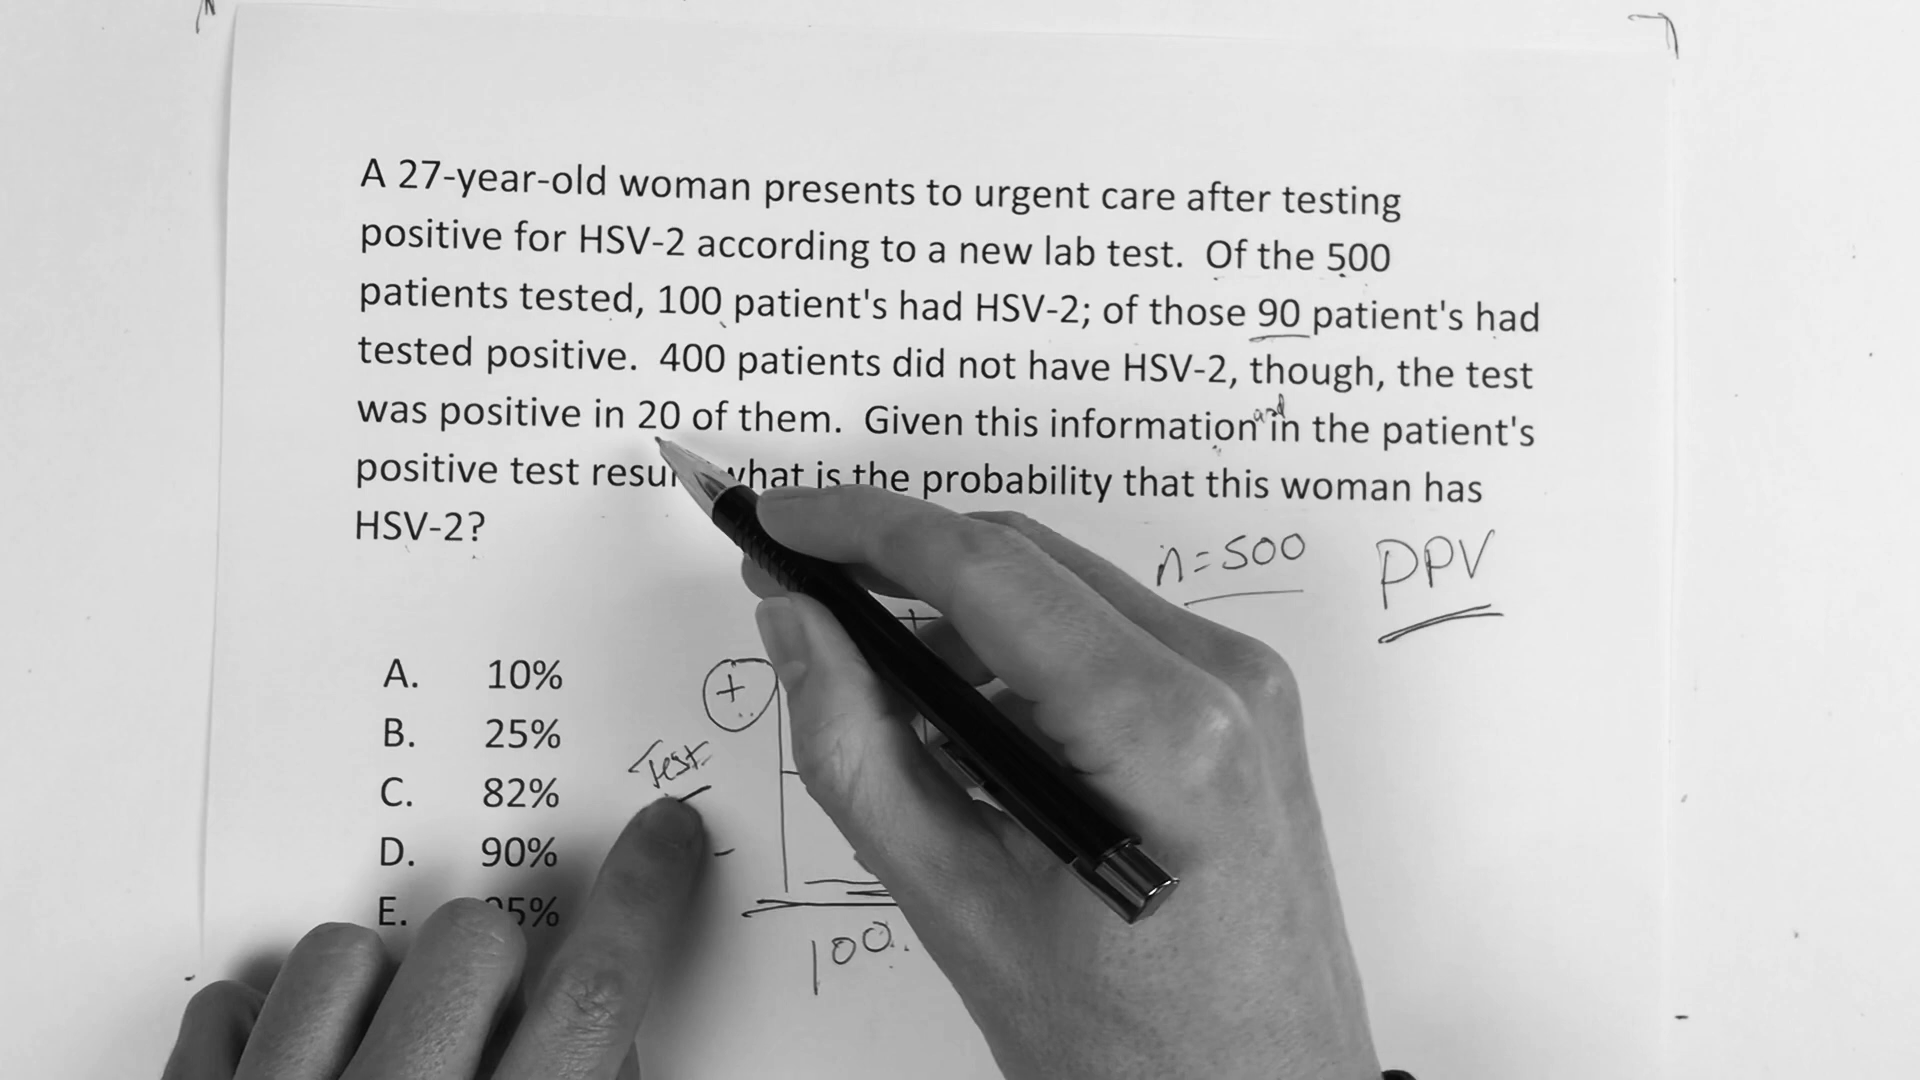 A 27-year-old woman presents to urgent care after testing
positive for HSV-2 according to a new lab test. Of the 500
patients tested, 100 patient's had HSV-2; of those 90 patient's had
tested positive. 400 patients did not have HSV-2, though, the test
and
was positive in 20 of them. Given this information in the patient's
positive test what is the probability that this woman has
HSV-2?
n=500 PPV
+
A. 10%
+
B. 25%
Test
C. 82%
D. 90%
-
E. 5%
100